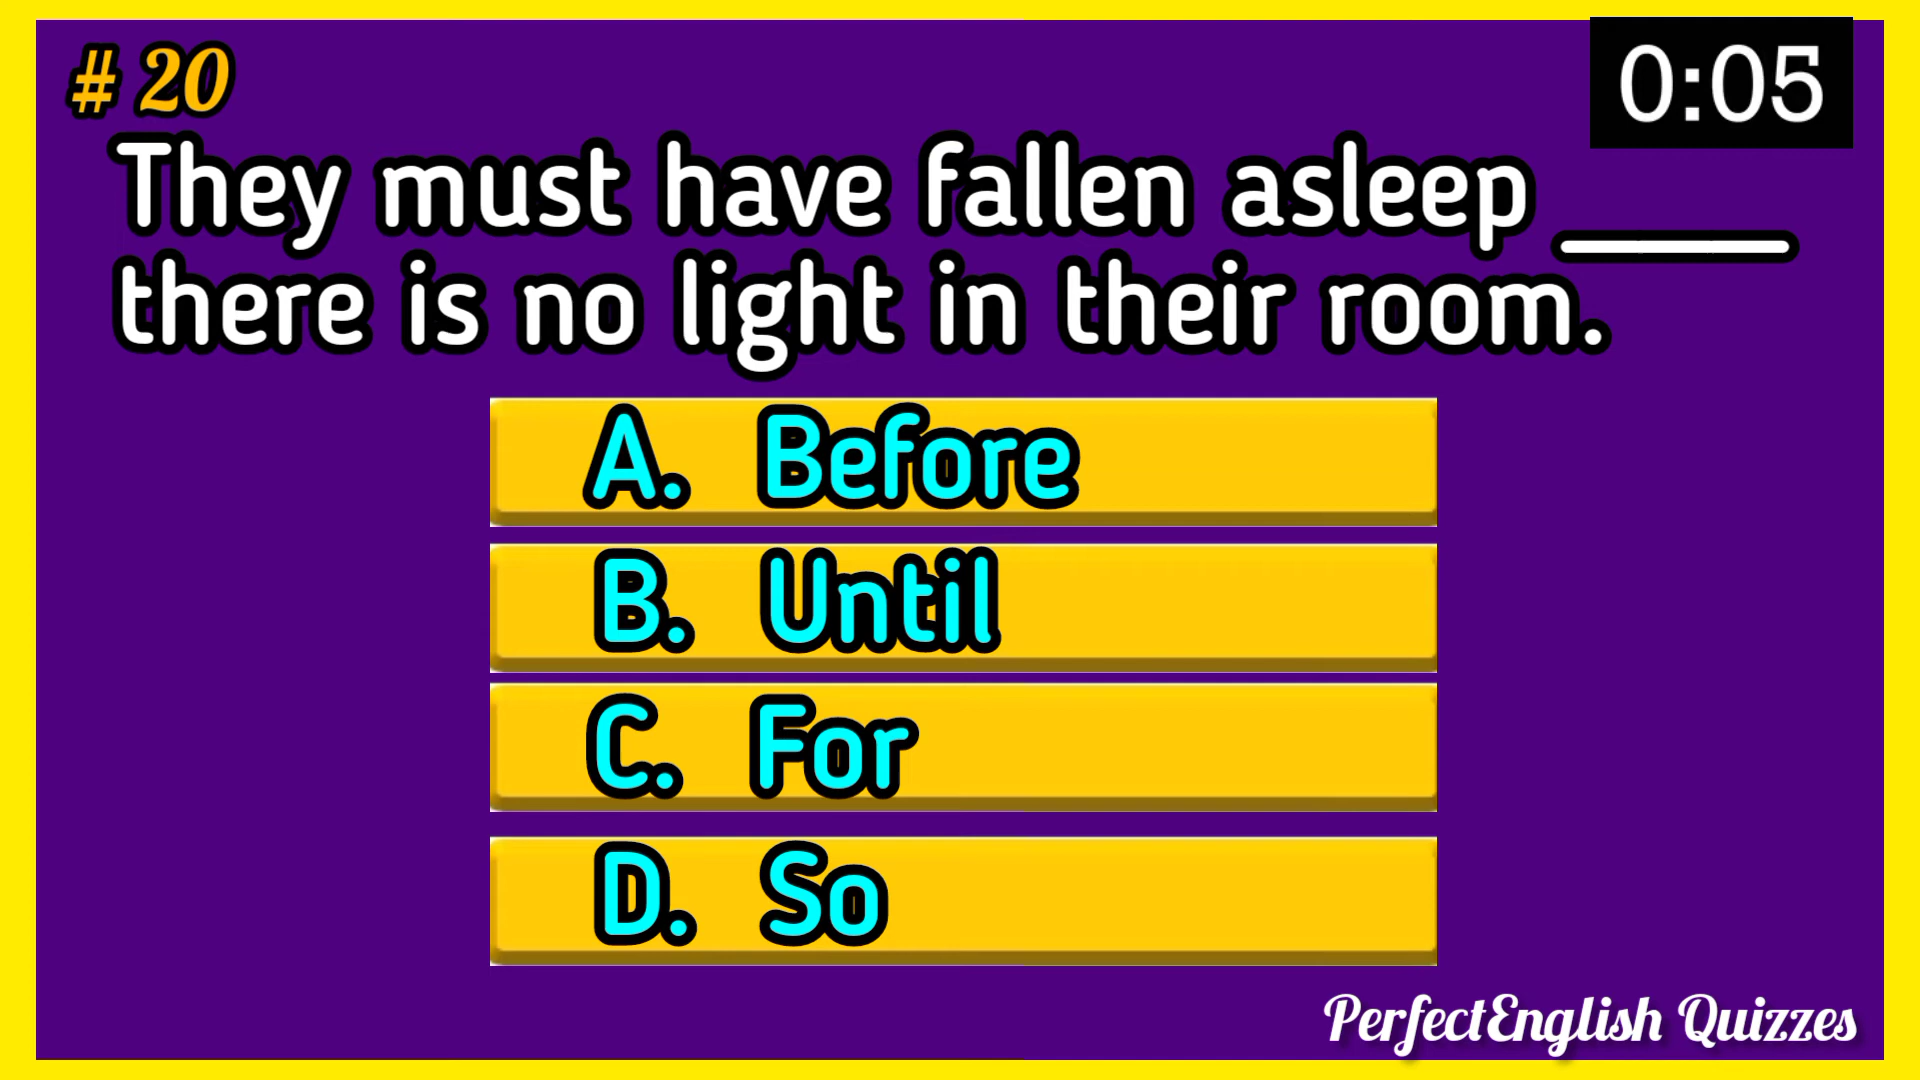 # 20
0:05
They must have fallen asleep ____
there is no light in their room.
A. Before
B. Until
C. For
D. So
PerfectEnglish Quizzes